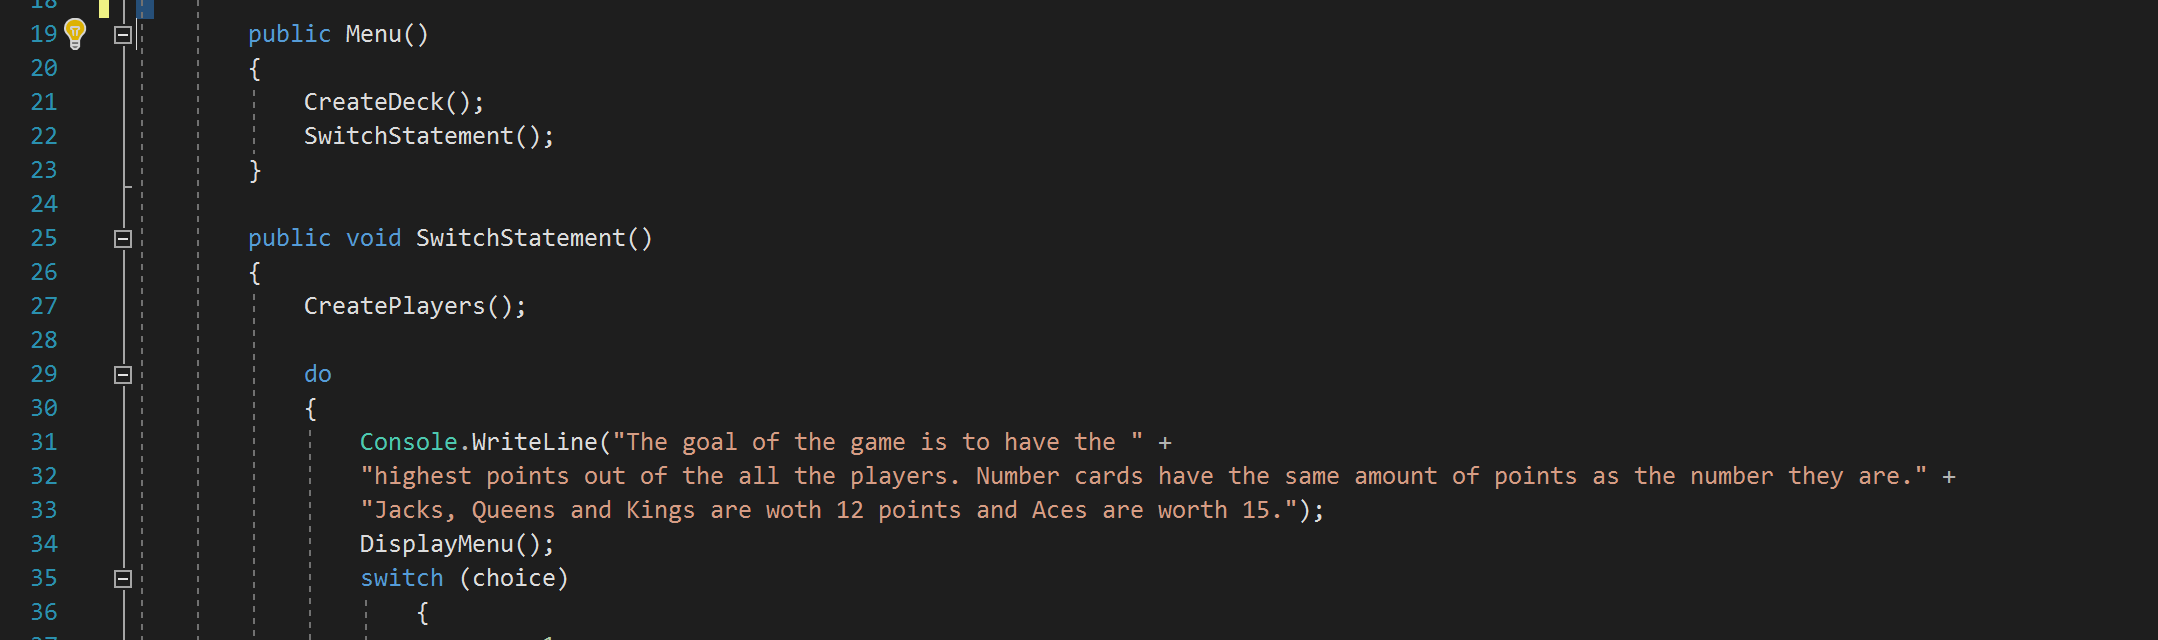 18
19 public Menu()
20 {
21 CreateDeck();
22 SwitchStatement();
23 }
24
25 public void SwitchStatement()
26 {
27 CreatePlayers();
28
29 do
30 {
31 Console.WriteLine("The goal of the game is to have the " +
32 "highest points out of the all the players. Number cards have the same amount of points as the number they are." +
33 "Jacks, Queens and Kings are woth 12 points and Aces are worth 15.");
34 DisplayMenu();
35 switch (choice)
36 {